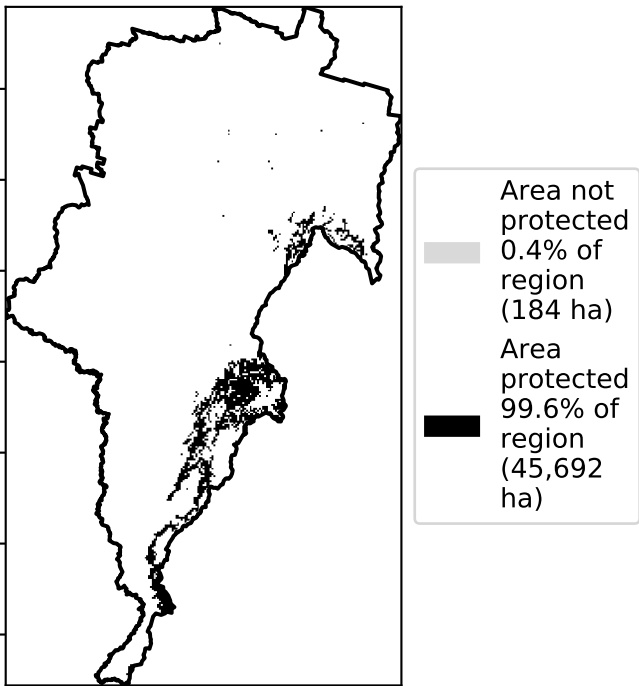 Area not
protected
0.4% of
region
(184 ha)
Area
protected
99.6% of
region
(45,692
ha)